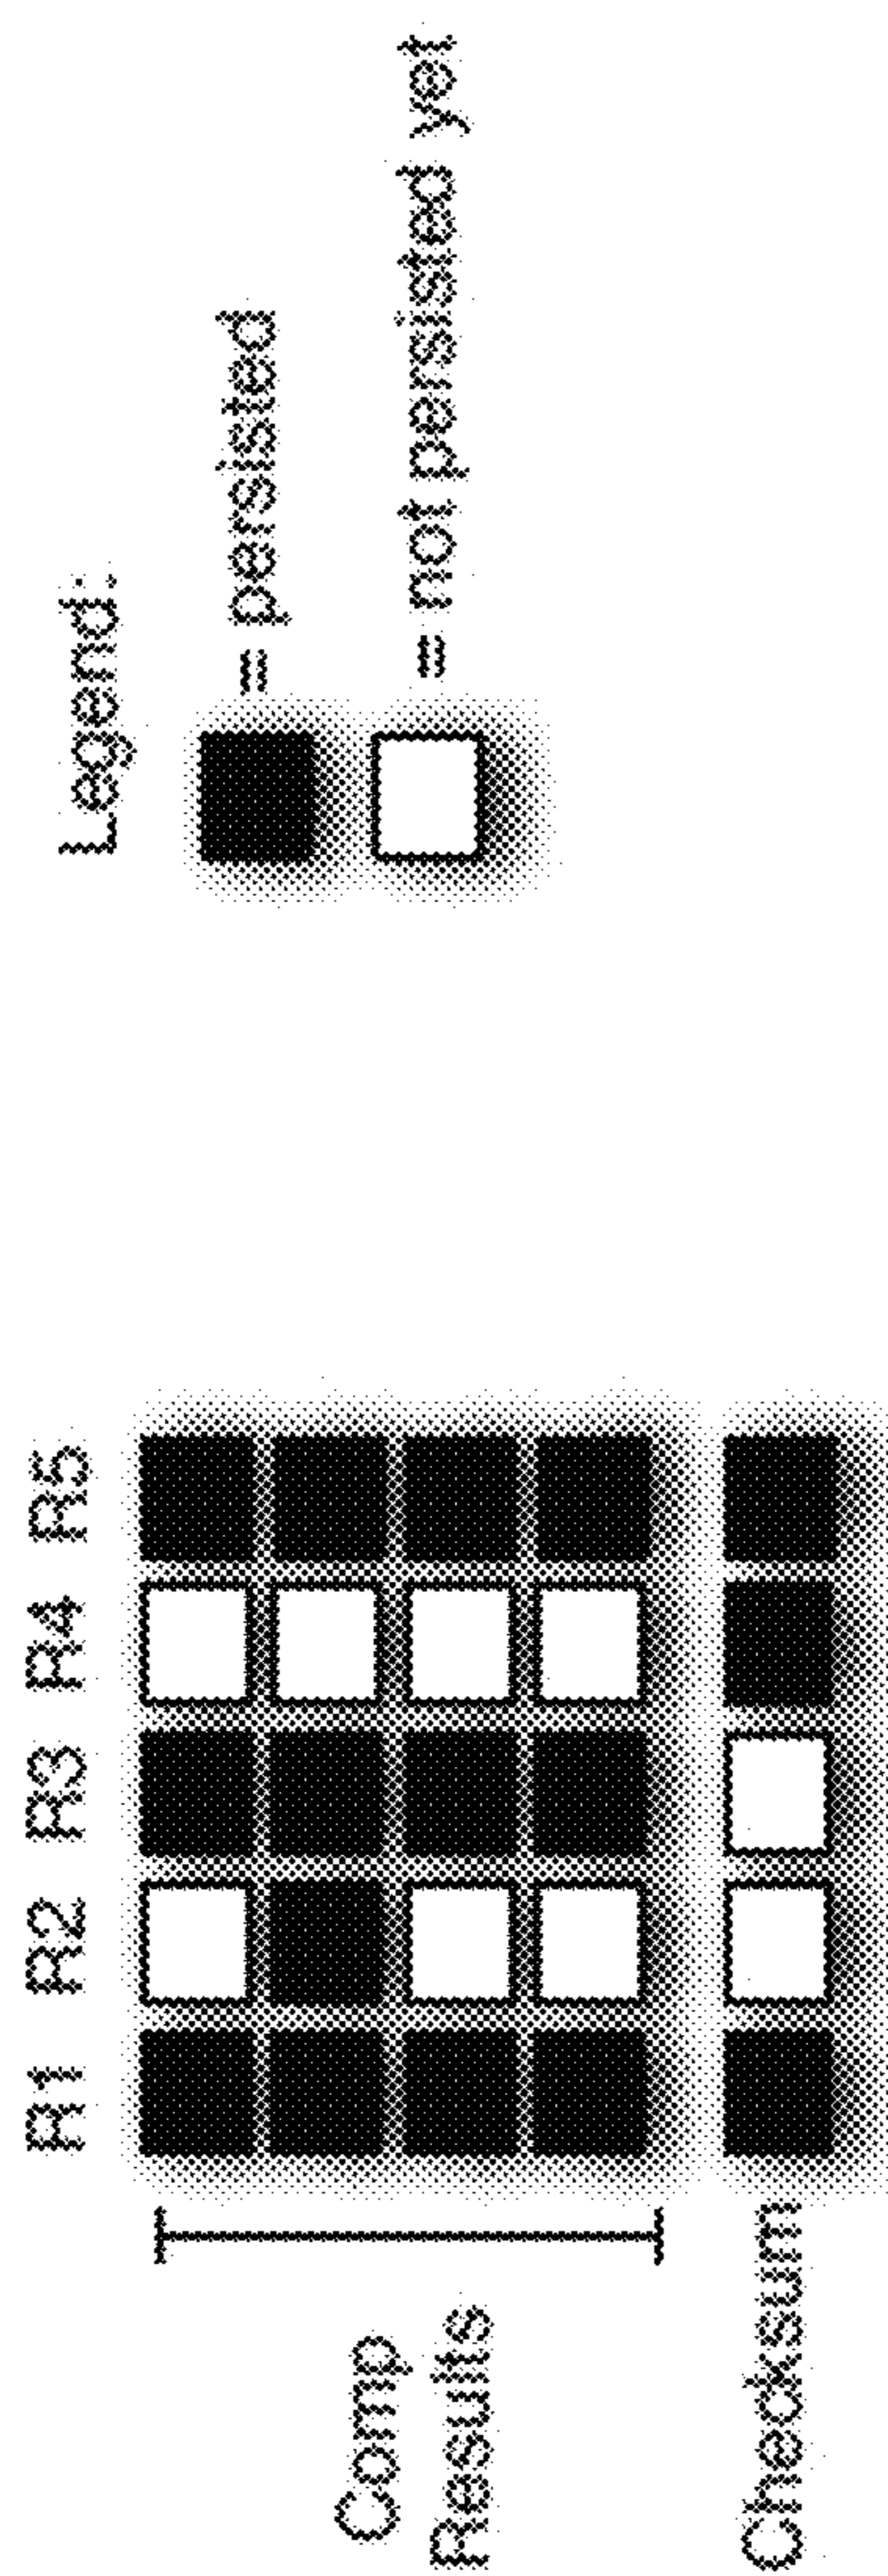 R1 R2 R3 R4 R5
Comp
Results
Checksum
Legend:
= persisted
= not persisted yet